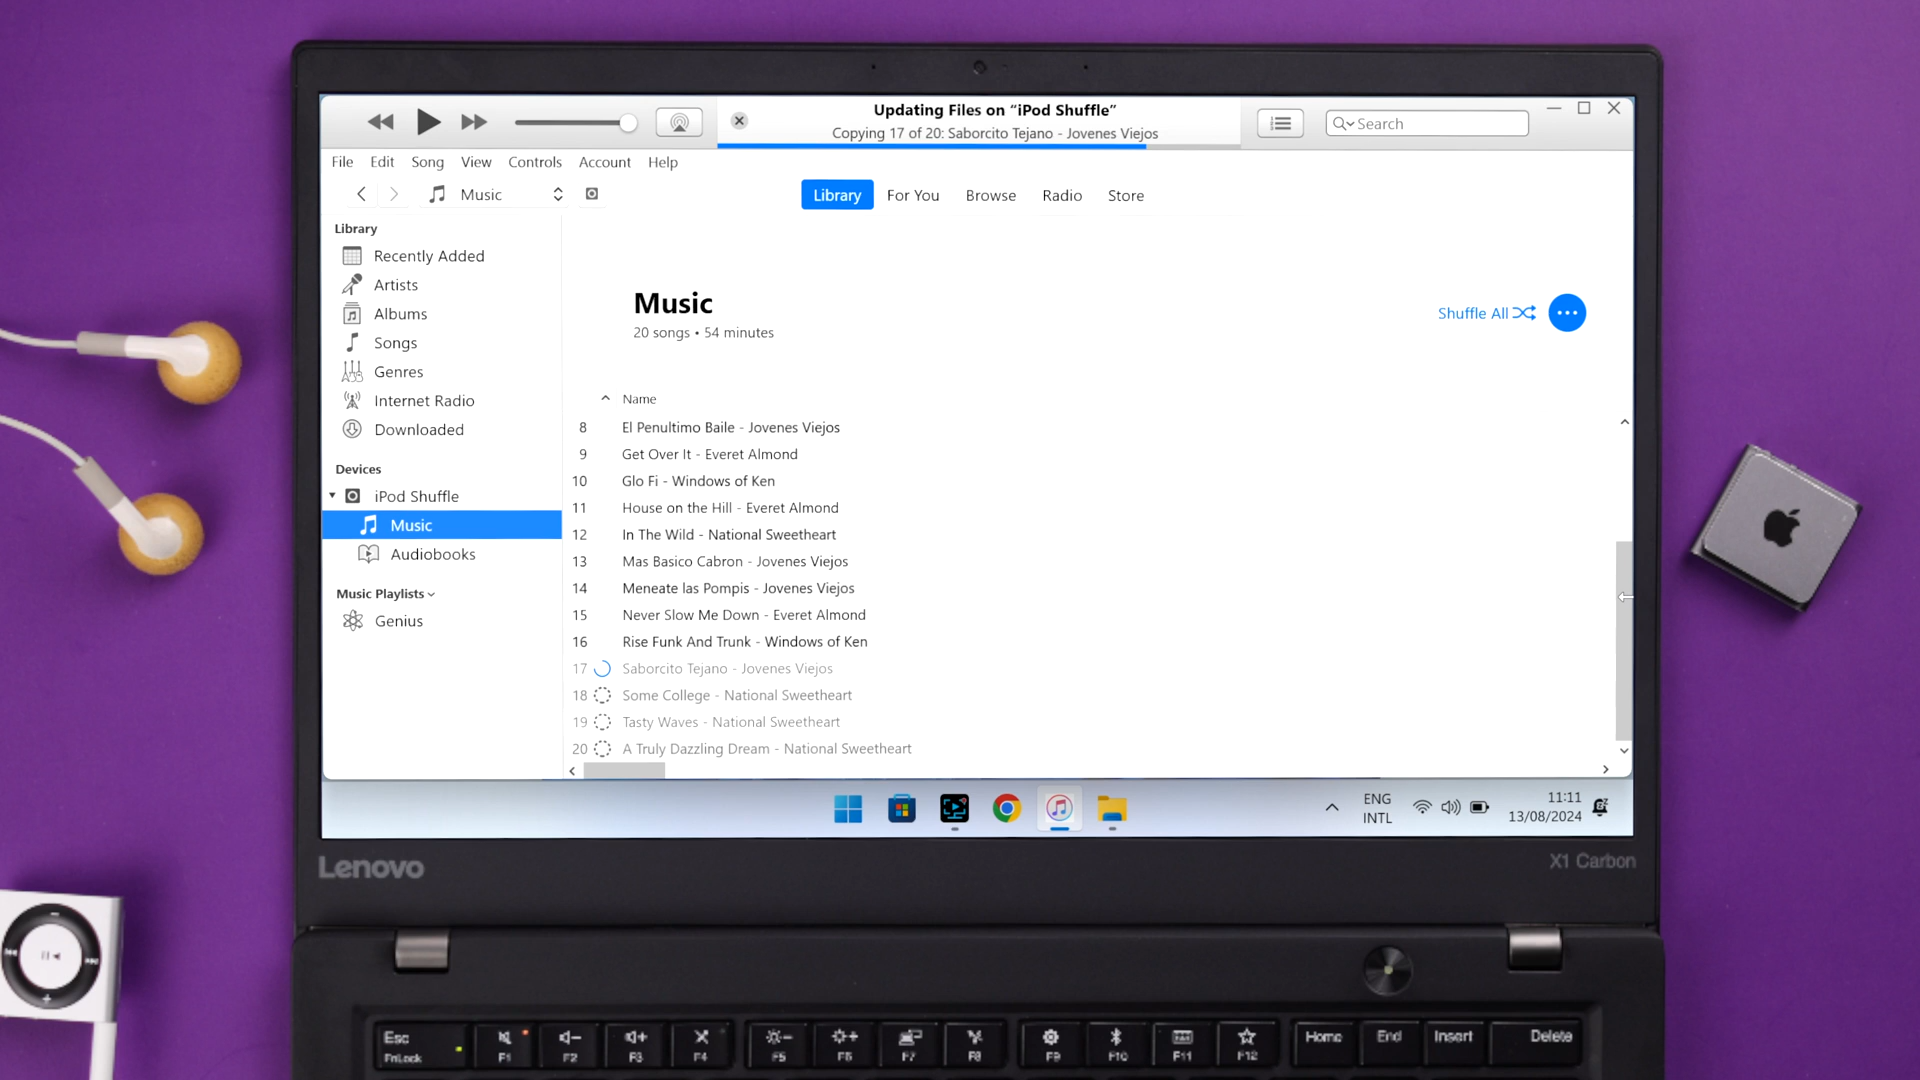 Updating Files on “iPod Shuffle”
Copying 17 of 20: Saborcito Tejano - Jovenes Viejos
Search
File Edit Song View Controls Account Help
Music
Library For You Browse Radio Store
Library
Recently Added
Artists
Albums
Songs
Genres
Internet Radio
Downloaded
Devices
iPod Shuffle
Music
Audiobooks
Music Playlists
Genius
Music
20 songs • 54 minutes
Shuffle All
Name
8 El Penultimo Baile - Jovenes Viejos
9 Get Over It - Everet Almond
10 Glo Fi - Windows of Ken
11 House on the Hill - Everet Almond
12 In The Wild - National Sweetheart
13 Mas Basico Cabron - Jovenes Viejos
14 Meneate las Pompis - Jovenes Viejos
15 Never Slow Me Down - Everet Almond
16 Rise Funk And Trunk - Windows of Ken
17 Saborcito Tejano - Jovenes Viejos
18 Some College - National Sweetheart
19 Tasty Waves - National Sweetheart
20 A Truly Dazzling Dream - National Sweetheart
ENG
INTL
11:11
13/08/2024
Lenovo
X1 Carbon
Esc
FnLock
F1 F2 F3 F4 F5 F6 F7 F8 F9 F10 F11 F12
Home End Insert Delete